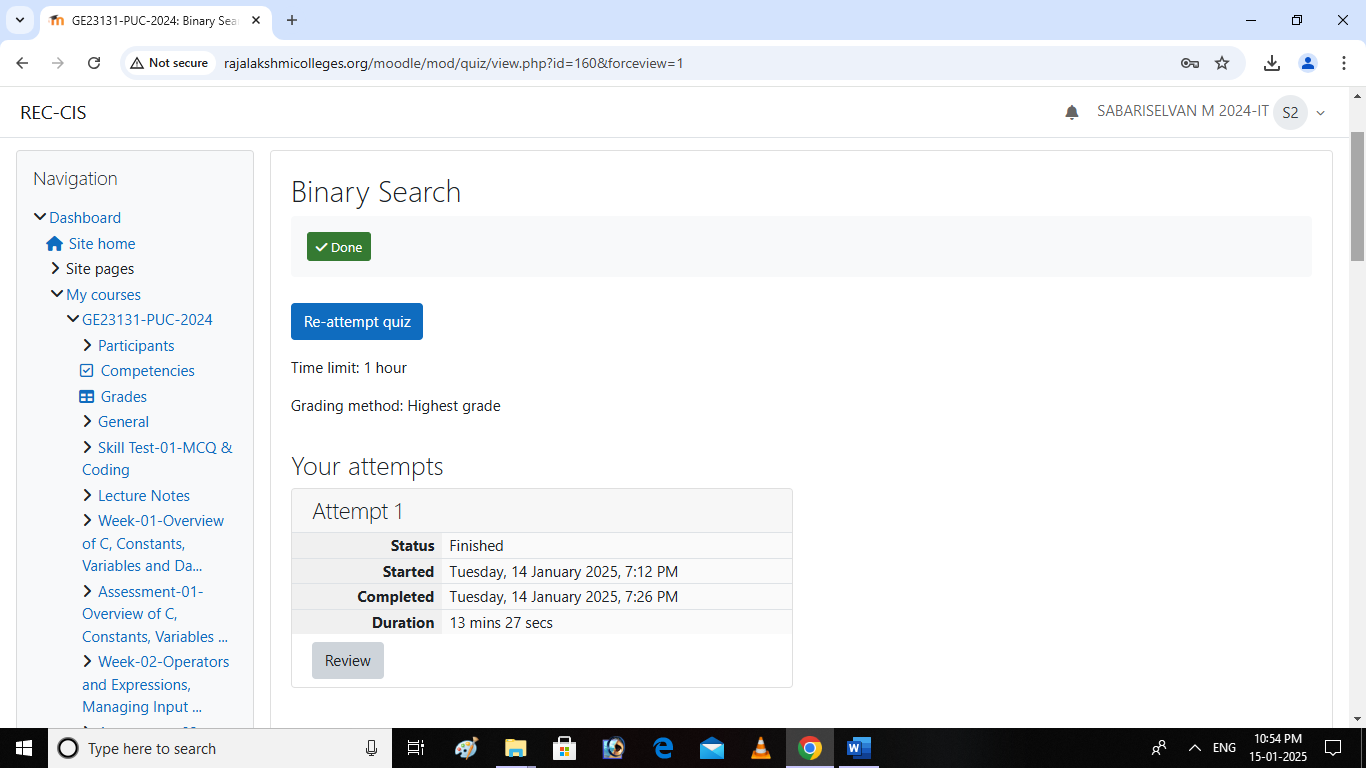 GE23131-PUC-2024: Binary Sea
Not secure
rajalakshmicolleges.org/moodle/mod/quiz/view.php?id=160&forceview=1
REC-CIS
SABARISELVAN M 2024-IT
S2
Navigation
Dashboard
Site home
Site pages
My courses
GE23131-PUC-2024
Participants
Competencies
Grades
General
Skill Test-01-MCQ &
Coding
Lecture Notes
Week-01-Overview
of C, Constants,
Variables and Da...
Assessment-01-
Overview of C,
Constants, Variables ...
Week-02-Operators
and Expressions,
Managing Input ...
Binary Search
Done
Re-attempt quiz
Time limit: 1 hour
Grading method: Highest grade
Your attempts
Attempt 1
Status Finished
Started Tuesday, 14 January 2025, 7:12 PM
Completed Tuesday, 14 January 2025, 7:26 PM
Duration 13 mins 27 secs
Review
Type here to search
ENG
10:54 PM
15-01-2025